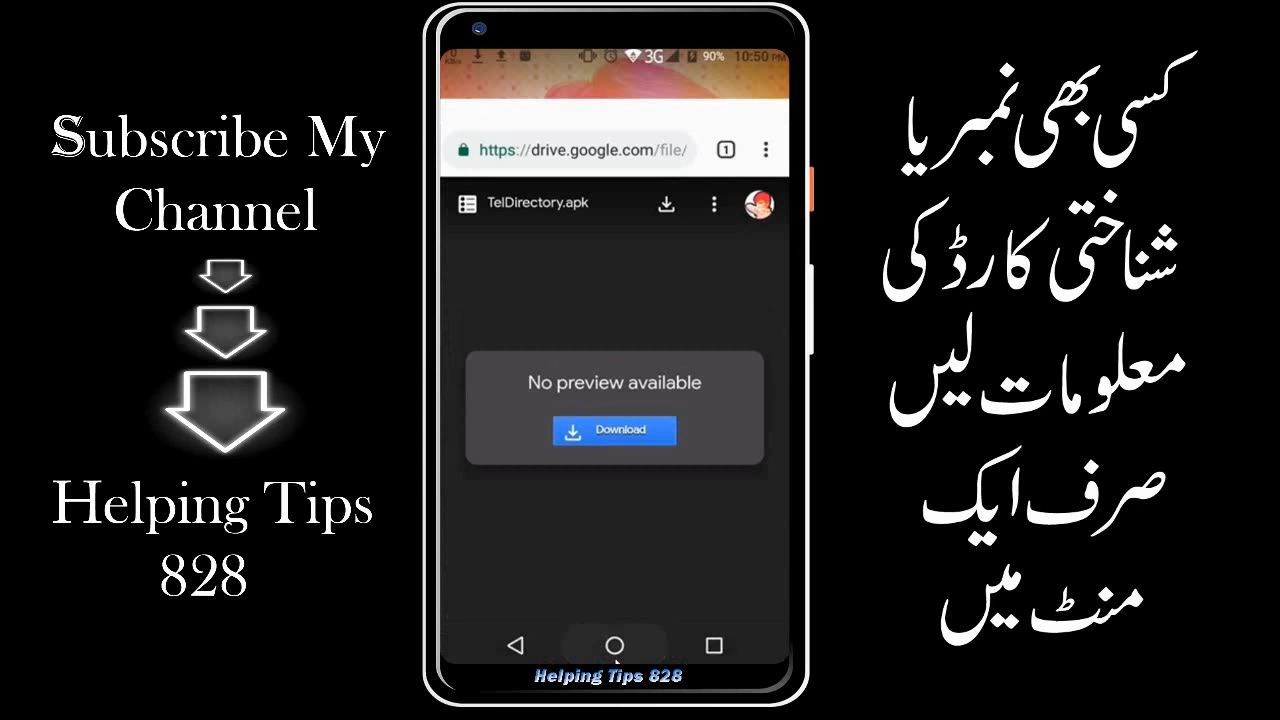 Subscribe My
Channel
Helping Tips
828
3G 90% 10:50 PM
https://drive.google.com/file/ 1
TelDirectory.apk
No preview available
Download
Helping Tips 828
کسی بھی نمبر یا
شناختی کارڈ کی
معلومات لیں
صرف ایک
منٹ میں